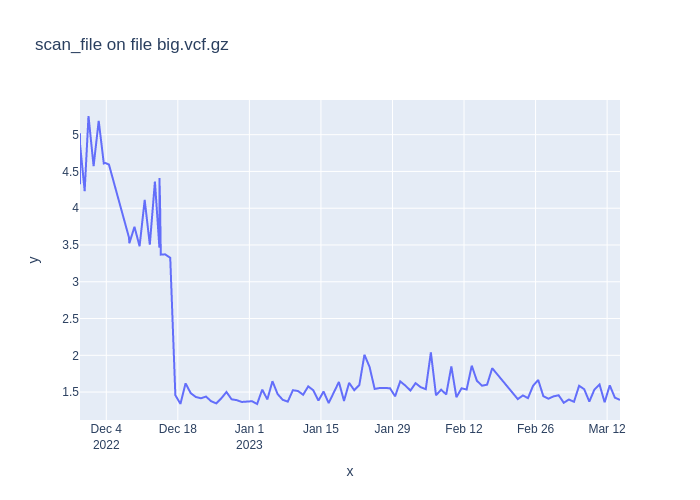 scan_file on file big.vcf.gz
5
4.5
4
3.5
3
2.5
2
1.5
y
Dec 4 Dec 18 Jan 1 Jan 15 Jan 29 Feb 12 Feb 26 Mar 12
2022 2023
x